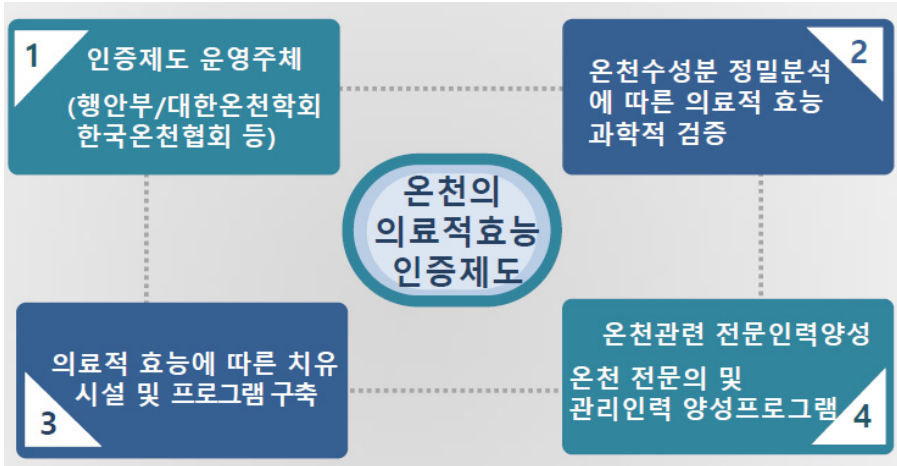 1
인증제도 운영주체
(행안부/대한온천학회
한국온천협회 등)
2
온천수성분 정밀분석
에 따른 의료적 효능
과학적 검증
온천의
의료적효능
인증제도
의료적 효능에 따른 치유
시설 및 프로그램 구축
3
온천관련 전문인력양성
온천 전문의 및
관리인력 양성프로그램
4